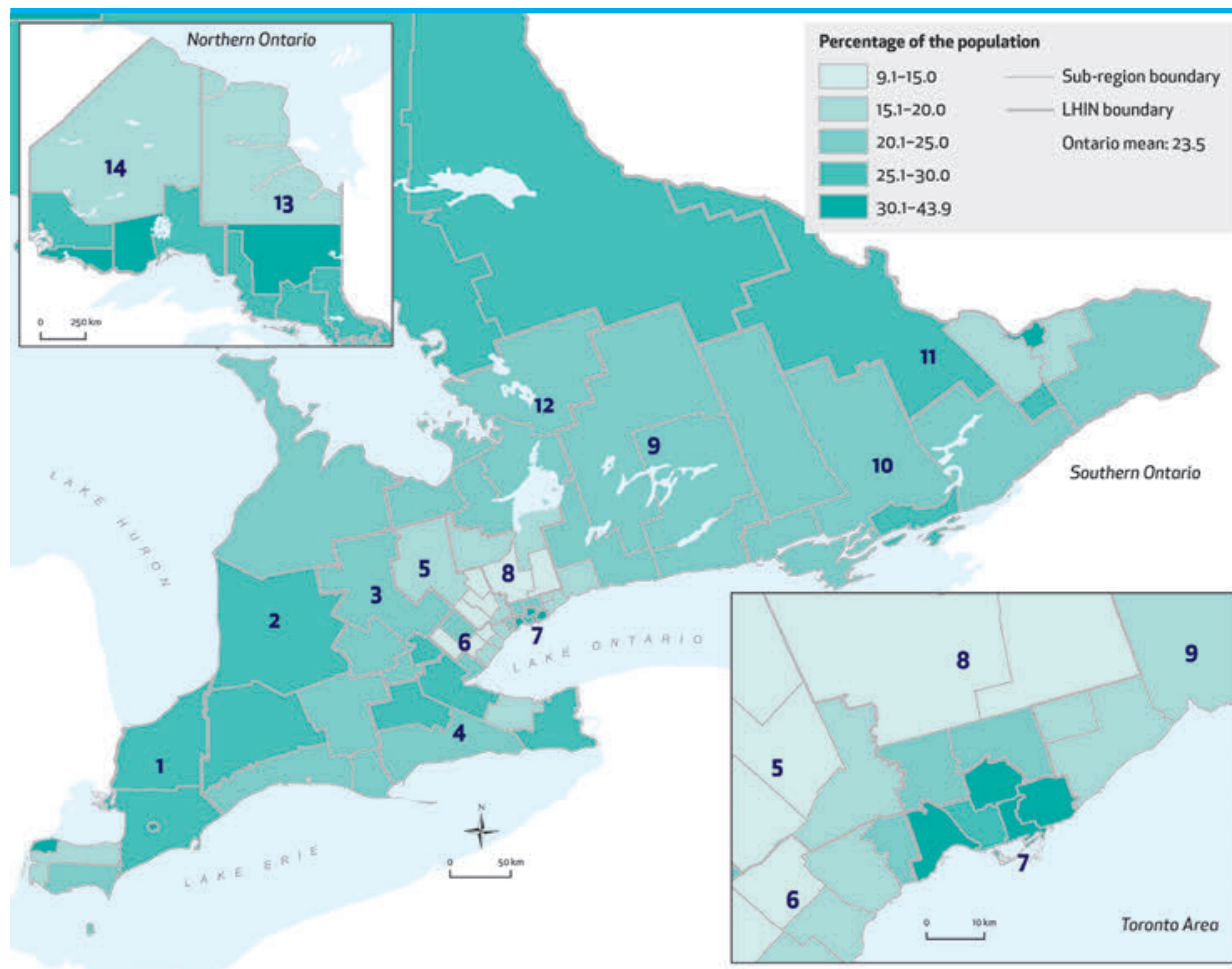 Northern Ontario
14
13
0 250 km
Percentage of the population
9.1–15.0
15.1–20.0
20.1–25.0
25.1–30.0
30.1–43.9
Sub-region boundary
LHIN boundary
Ontario mean: 23.5
11
12
9
10
Southern Ontario
LAKE HURON
5
8
3
2
6
7
LAKE ONTARIO
4
1
N
0 50 km
LAKE ERIE
8
9
5
7
6
0 10 km
Toronto Area